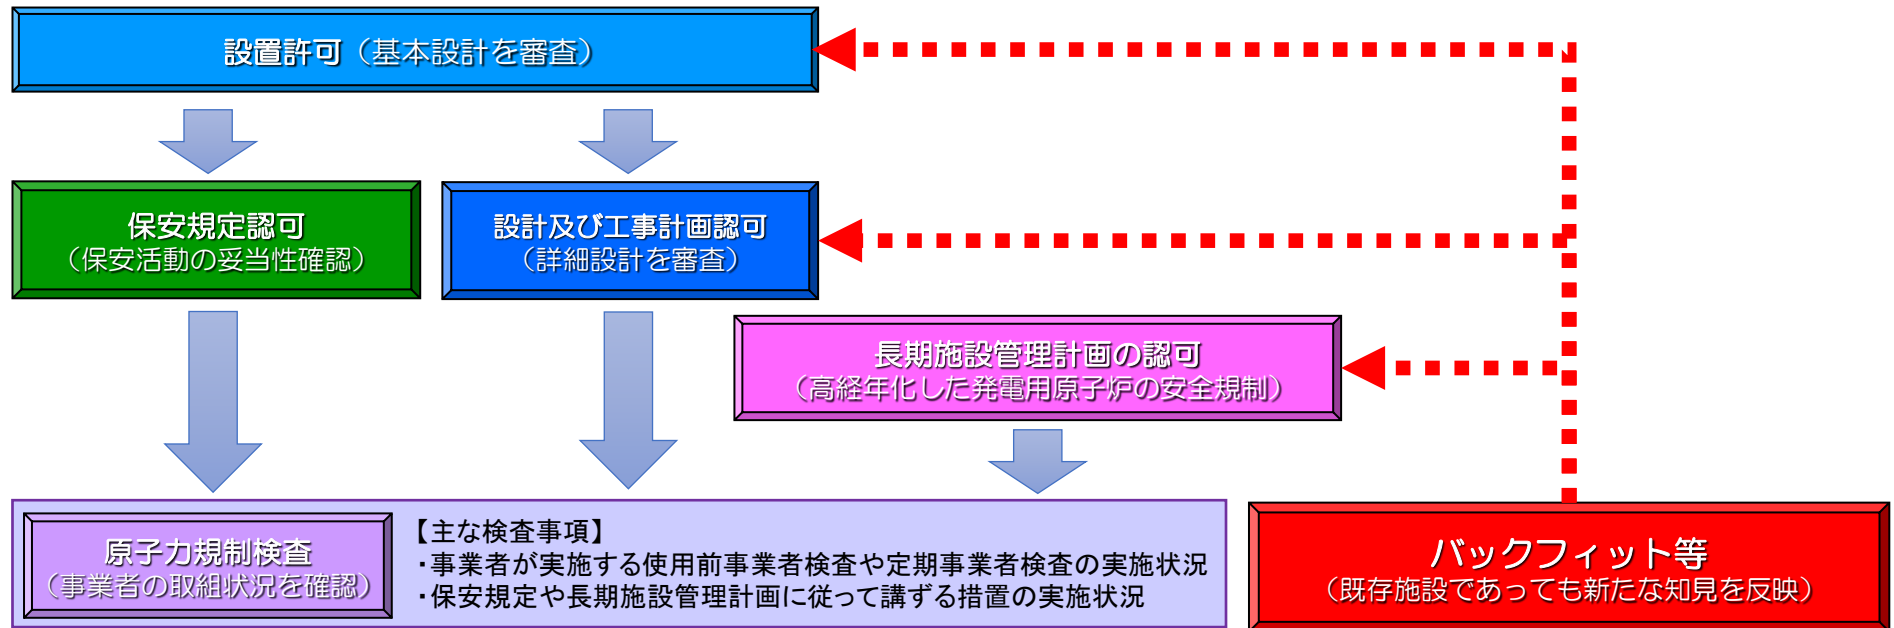 設置許可（基本設計を審査）
保安規定認可
（保安活動の妥当性確認）
設計及び工事計画認可
（詳細設計を審査）
長期施設管理計画の認可
（高経年化した発電用原子炉の安全規制）
原子力規制検査
（事業者の取組状況を確認）
【主な検査事項】
・事業者が実施する使用前事業者検査や定期事業者検査の実施状況
・保安規定や長期施設管理計画に従って講ずる措置の実施状況
バックフィット等
（既存施設であっても新たな知見を反映）